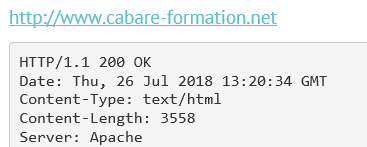 http://www.cabare-formation.net
HTTP/1.1 200 OK
Date: Thu, 26 Jul 2018 13:20:34 GMT
Content-Type: text/html
Content-Length: 3558
Server: Apache